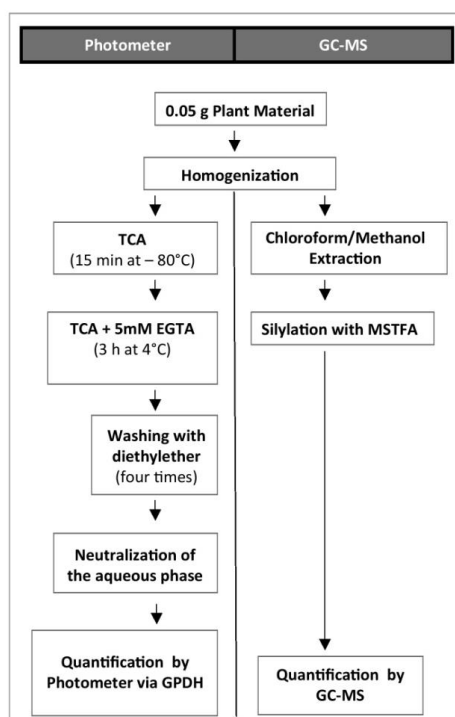 Photometer
GC-MS
0.05 g Plant Material
Homogenization
TCA
(15 min at – 80°C)
TCA + 5mM EGTA
(3 h at 4°C)
Washing with
diethylether
(four times)
Neutralization of
the aqueous phase
Quantification by
Photometer via GPDH
Chloroform/Methanol
Extraction
Silylation with MSTFA
Quantification by
GC-MS